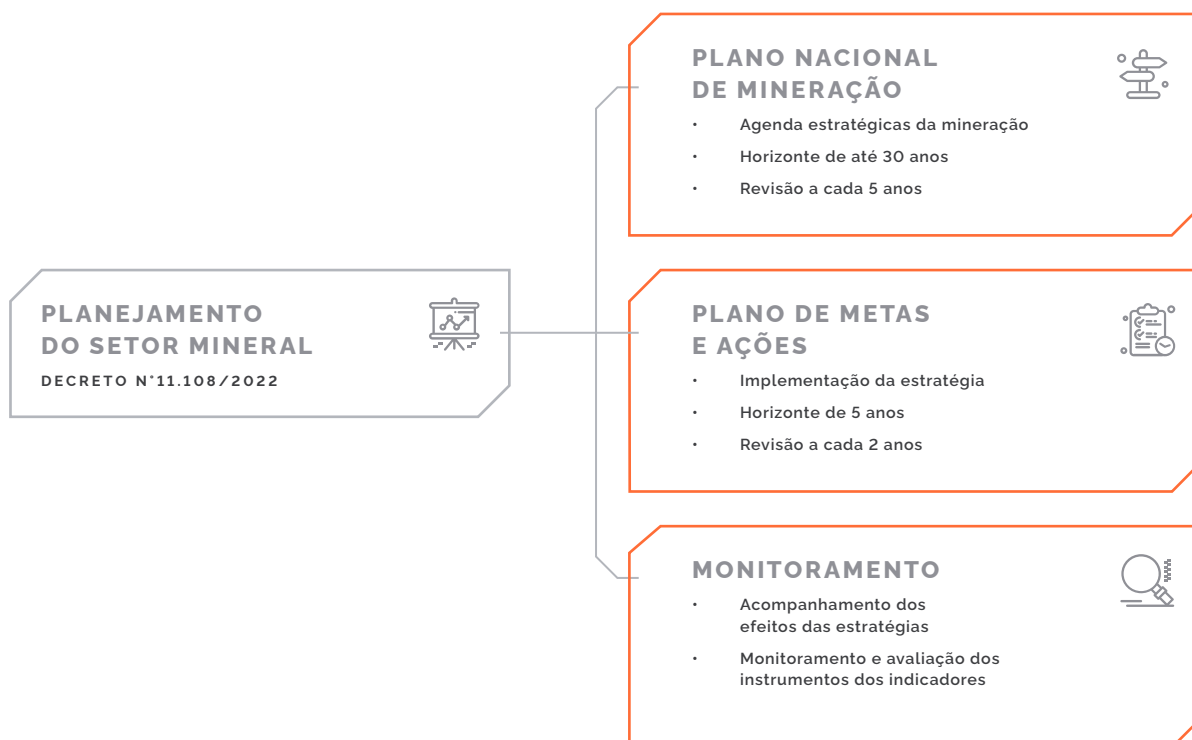 PLANEJAMENTO
DO SETOR MINERAL
DECRETO N°11.108/2022
PLANO NACIONAL
DE MINERAÇÃO
• Agenda estratégicas da mineração
• Horizonte de até 30 anos
• Revisão a cada 5 anos
PLANO DE METAS
E AÇÕES
• Implementação da estratégia
• Horizonte de 5 anos
• Revisão a cada 2 anos
MONITORAMENTO
• Acompanhamento dos
efeitos das estratégias
• Monitoramento e avaliação dos
instrumentos dos indicadores